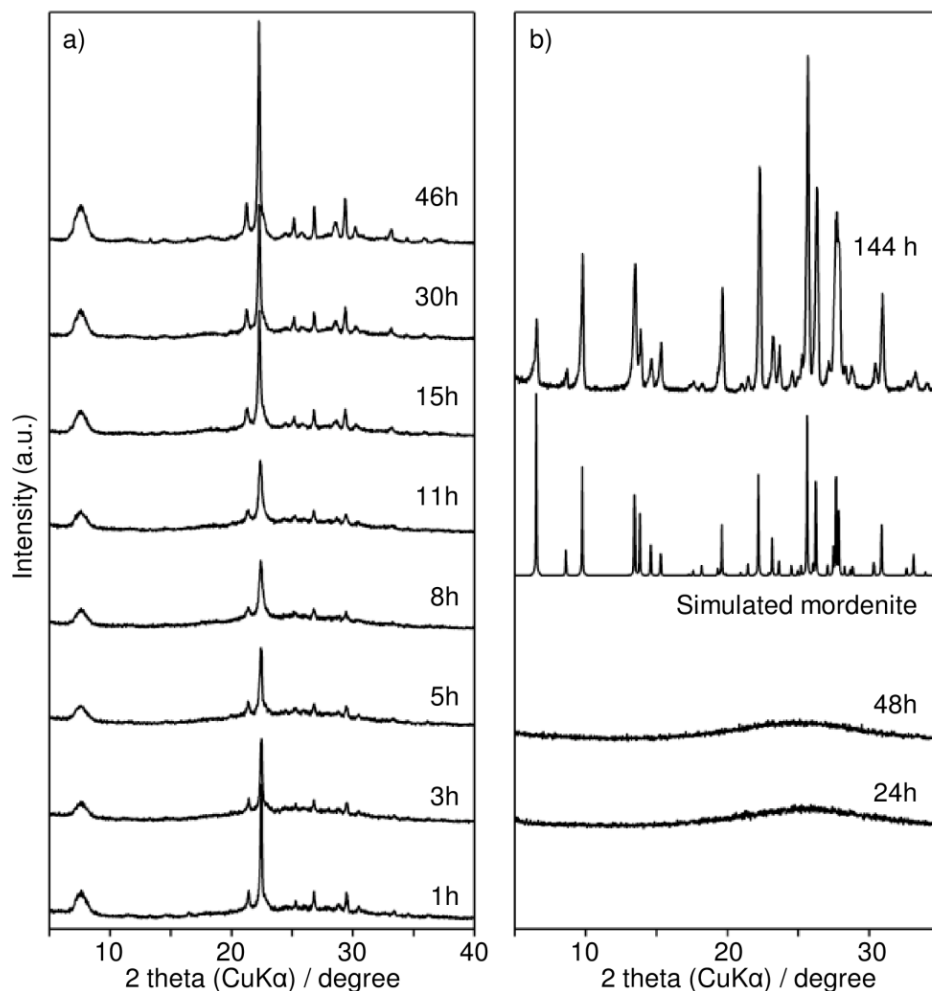 a)
46h
30h
15h
11h
8h
5h
3h
1h
Intensity (a.u.)
10 20 30 40
2 theta (CuKα) / degree
b)
144 h
Simulated mordenite
48h
24h
10 20 30
2 theta (CuKα) / degree